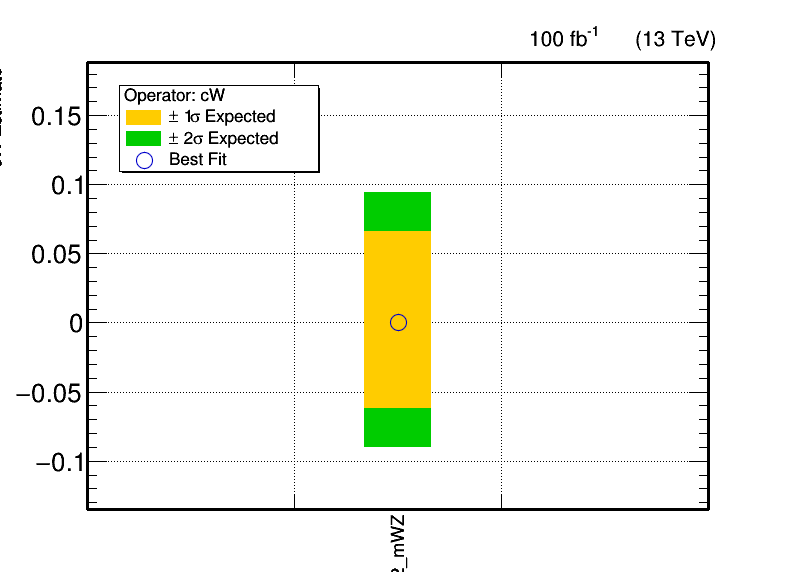 100 fb-1 (13 TeV)
Operator: cW
± 1σ Expected
± 2σ Expected
Best Fit
0.15
0.1
0.05
0
−0.05
−0.1
_mWZ